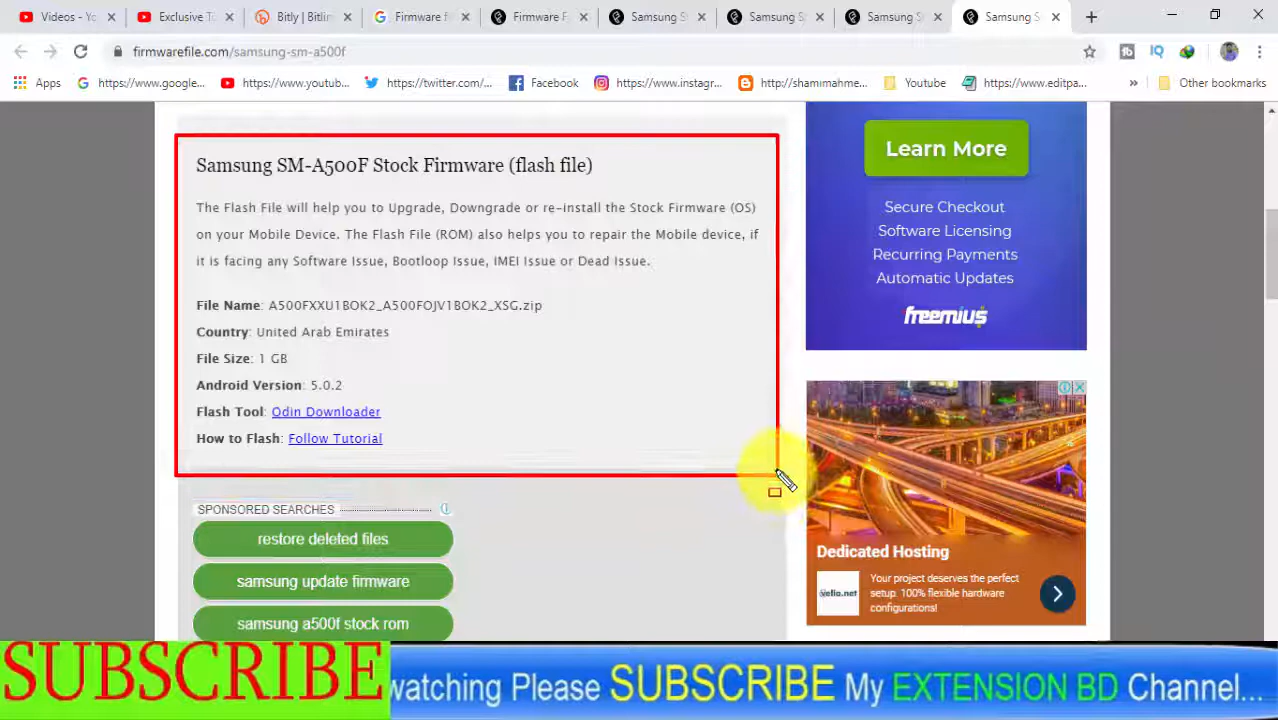 Videos - Yo
Exclusive Tu
Bitly | Bitlin
Firmware fo
Firmware Fi
Samsung S
Samsung S
Samsung S
Samsung S
firmwarefile.com/samsung-sm-a500f
Apps
https://www.google...
https://www.youtub...
https://twitter.com/...
Facebook
https://www.instagr...
http://shamimahme...
Youtube
https://www.editpa...
Other bookmarks
Samsung SM-A500F Stock Firmware (flash file)
The Flash File will help you to Upgrade, Downgrade or re-install the Stock Firmware (OS)
on your Mobile Device. The Flash File (ROM) also helps you to repair the Mobile device, if
it is facing any Software Issue, Bootloop Issue, IMEI Issue or Dead Issue.
File Name: A500FXXU1BOK2_A500FOJV1BOK2_XSG.zip
Country: United Arab Emirates
File Size: 1 GB
Android Version: 5.0.2
Flash Tool: Odin Downloader
How to Flash: Follow Tutorial
SPONSORED SEARCHES
restore deleted files
samsung update firmware
samsung a500f stock rom
Learn More
Secure Checkout
Software Licensing
Recurring Payments
Automatic Updates
freemius
Dedicated Hosting
Your project deserves the perfect
setup. 100% flexible hardware
configurations!
velia.net
SUBSCRIBE
watching Please SUBSCRIBE My EXTENSION BD Channel...